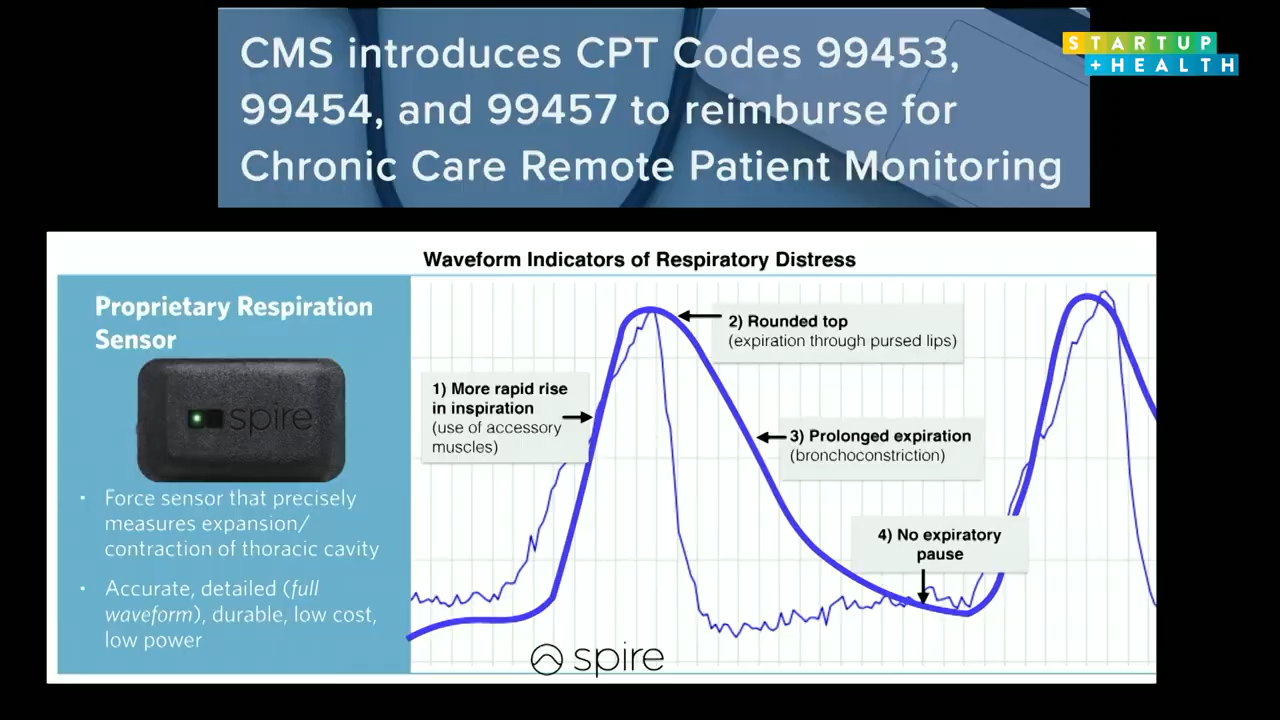 CMS introduces CPT Codes 99453,
99454, and 99457 to reimburse for
Chronic Care Remote Patient Monitoring
STARTUP
+HEALTH
Waveform Indicators of Respiratory Distress
Proprietary Respiration
Sensor
spire
• Force sensor that precisely
measures expansion/
contraction of thoracic cavity
• Accurate, detailed (full
waveform), durable, low cost,
low power
1) More rapid rise
in inspiration
(use of accessory
muscles)
2) Rounded top
(expiration through pursed lips)
3) Prolonged expiration
(bronchoconstriction)
4) No expiratory
pause
spire